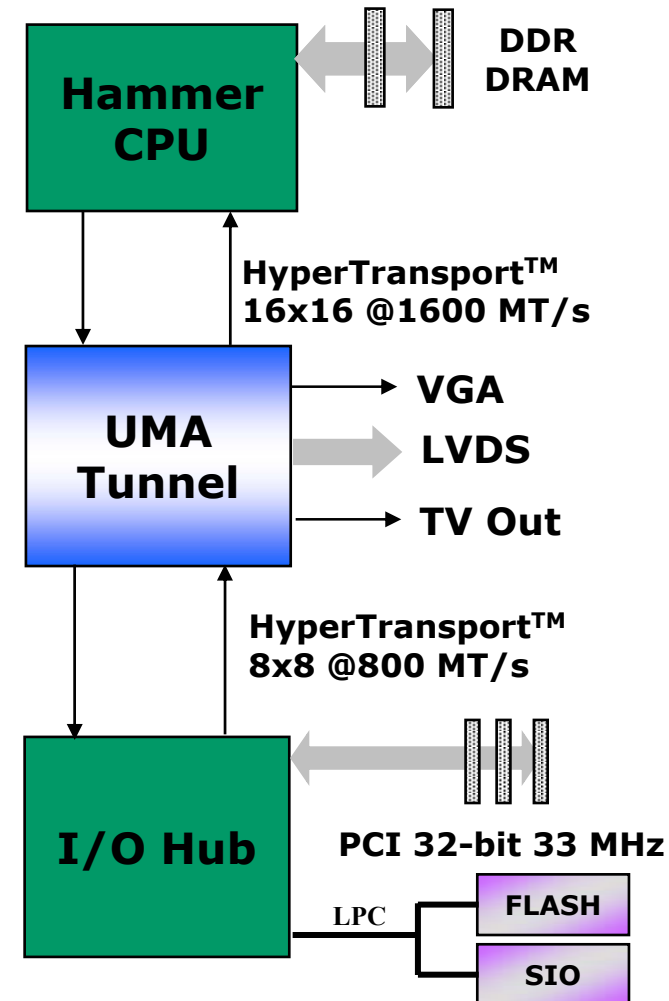 Hammer
CPU
DDR
DRAM
HyperTransport™
16x16 @1600 MT/s
UMA
Tunnel
VGA
LVDS
TV Out
HyperTransport™
8x8 @800 MT/s
I/O Hub
PCI 32-bit 33 MHz
LPC
FLASH
SIO